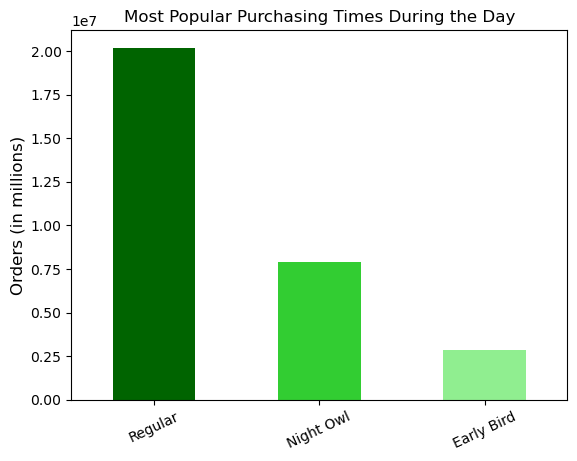 Most Popular Purchasing Times During the Day
1e7
Orders (in millions)
2.00
1.75
1.50
1.25
1.00
0.75
0.50
0.25
0.00
Regular
Night Owl
Early Bird